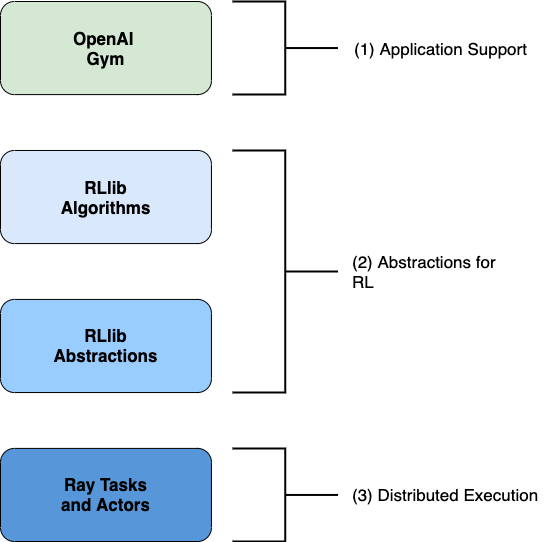 OpenAI
Gym
(1) Application Support
RLlib
Algorithms
(2) Abstractions for
RL
RLlib
Abstractions
Ray Tasks
and Actors
(3) Distributed Execution